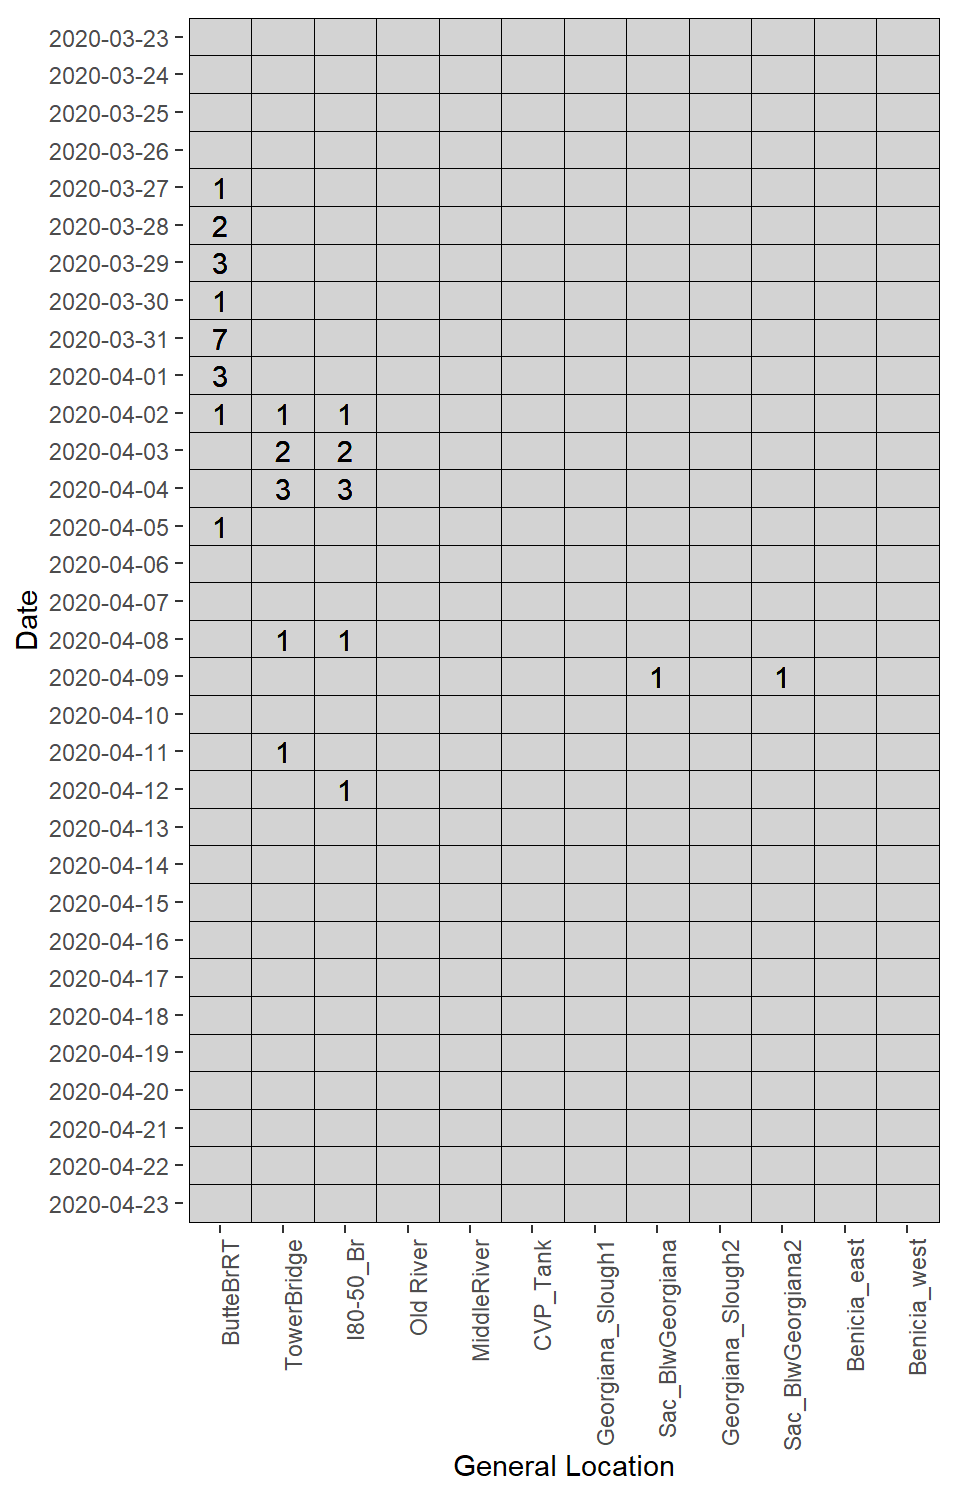 2020-03-23
2020-03-24
2020-03-25
2020-03-26
2020-03-27 1
2020-03-28 2
2020-03-29 3
2020-03-30 1
2020-03-31 7
2020-04-01 3
2020-04-02 1 1 1
2020-04-03 2 2
2020-04-04 3 3
2020-04-05 1
2020-04-06
2020-04-07
2020-04-08 1 1
2020-04-09 1 1
2020-04-10
2020-04-11 1
2020-04-12 1
2020-04-13
2020-04-14
2020-04-15
2020-04-16
2020-04-17
2020-04-18
2020-04-19
2020-04-20
2020-04-21
2020-04-22
2020-04-23
Date
ButteBrRT
TowerBridge
I80-50_Br
Old River
MiddleRiver
CVP_Tank
Georgiana_Slough1
Sac_BlwGeorgiana
Georgiana_Slough2
Sac_BlwGeorgiana2
Benicia_east
Benicia_west
General Location